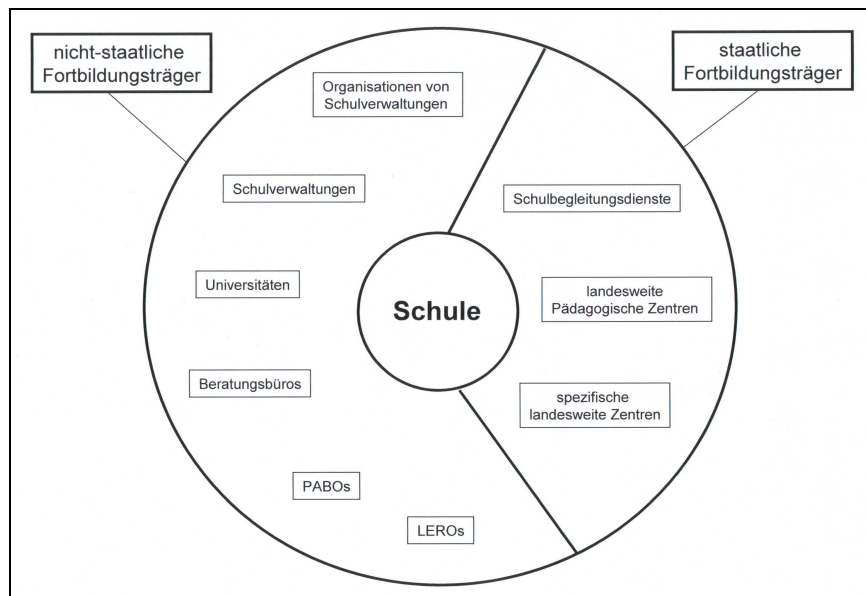 nicht-staatliche
Fortbildungsträger
staatliche
Fortbildungsträger
Organisationen von
Schulverwaltungen
Schulverwaltungen
Schulbegleitungsdienste
Universitäten
landesweite
Pädagogische Zentren
Schule
Beratungsbüros
spezifische
landesweite Zentren
PABOs
LEROs